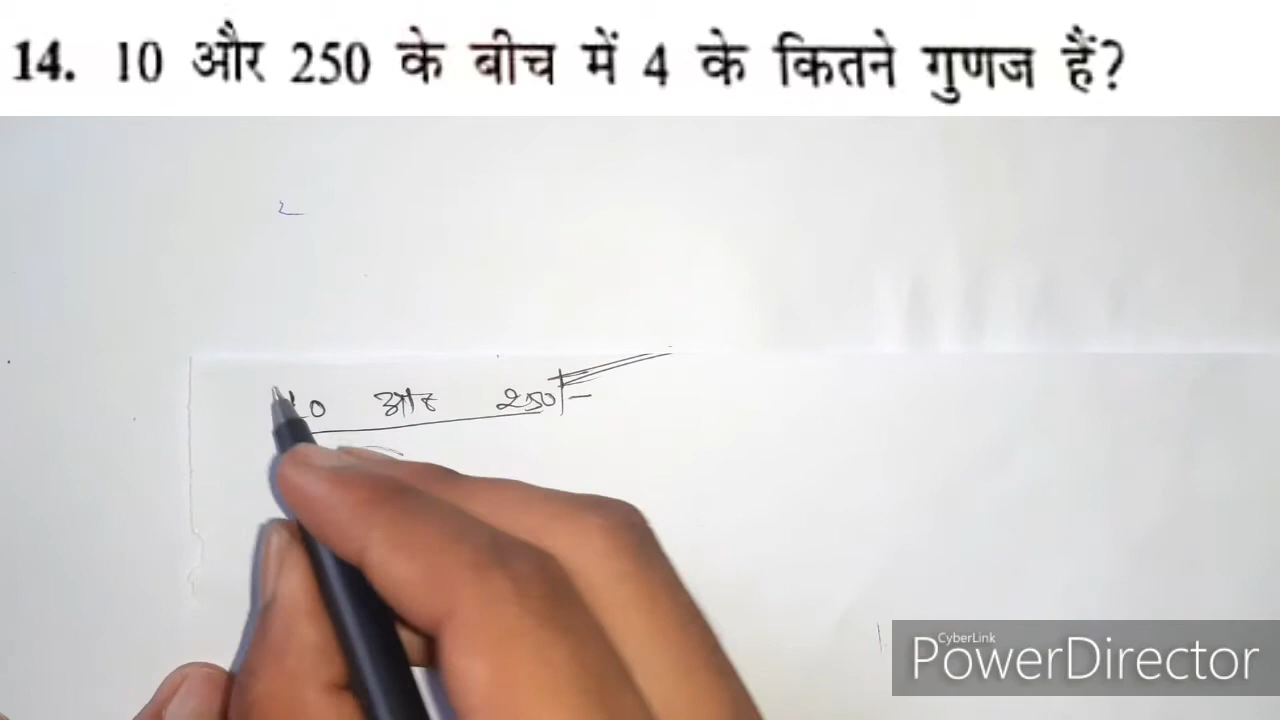 14. 10 और 250 के बीच में 4 के कितने गुणज हैं?
10 और 250
CyberLink
PowerDirector